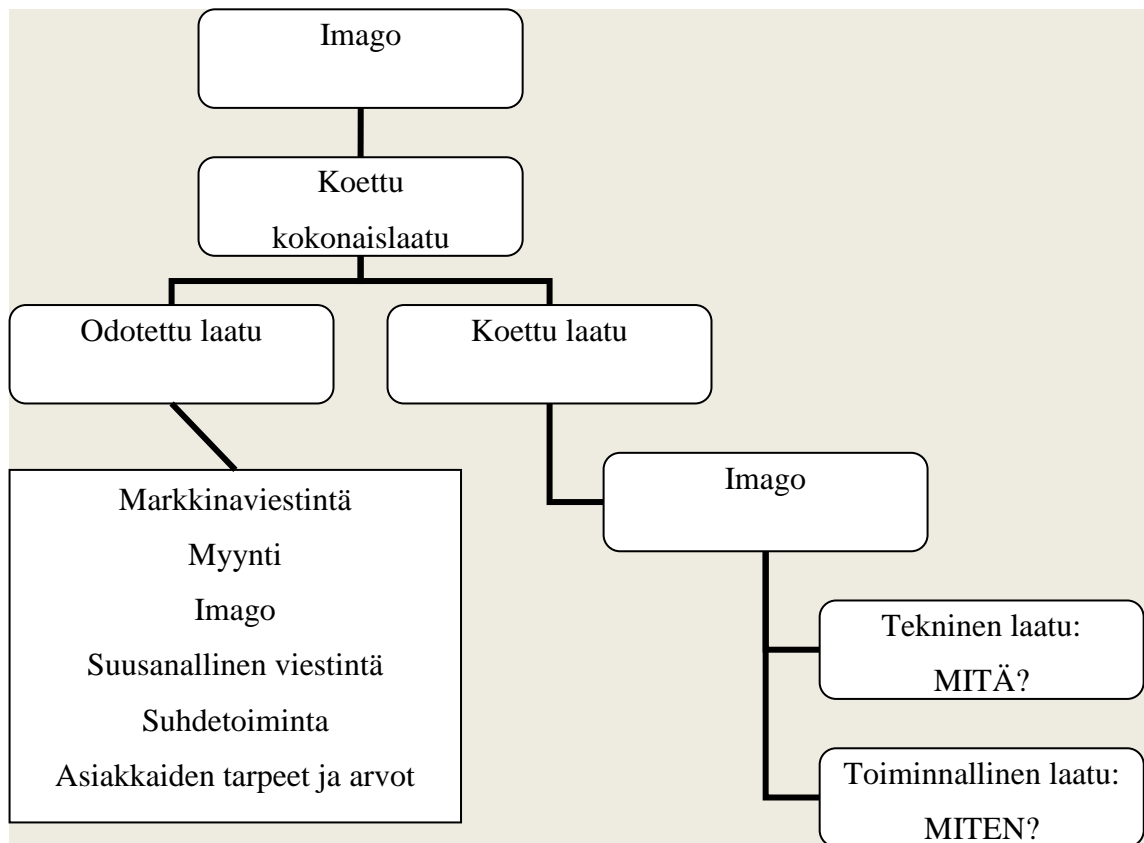 Imago
Koettu
kokonaislaatu
Odotettu laatu
Koettu laatu
Markkinaviestintä
Myynti
Imago
Suusanallinen viestintä
Suhdetoiminta
Asiakkaiden tarpeet ja arvot
Imago
Tekninen laatu:
MITÄ?
Toiminnallinen laatu:
MITEN?